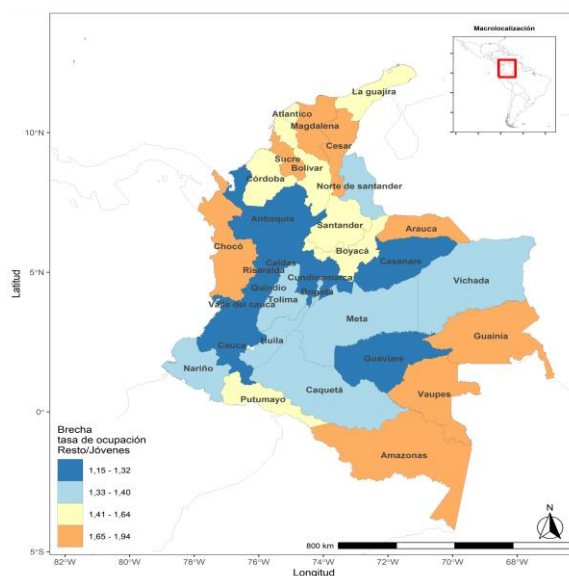 Macrolocalización
La guajira
Atlantico
Magdalena
10°N
Cesar
Sucre
Bolívar
Córdoba
Norte de santander
Antioquia
Santander
Arauca
Chocó
Boyacá
Caldas
Casanare
5°N
Risaralda
Cundinamarca
Vichada
Quindio
Bogota
Valle del cauca
Tolima
Meta
Guainia
Huila
Cauca
Guaviare
Nariño
Caquetá
Vaupes
Putumayo
0°
Amazonas
Latitud
Brecha
tasa de ocupación
Resto/Jóvenes
1,15 - 1,32
1,33 - 1,40
1,41 - 1,64
1,65 - 1,94
N
800 km
5°S
82°W 80°W 78°W 76°W 74°W 72°W 70°W 68°W
Longitud